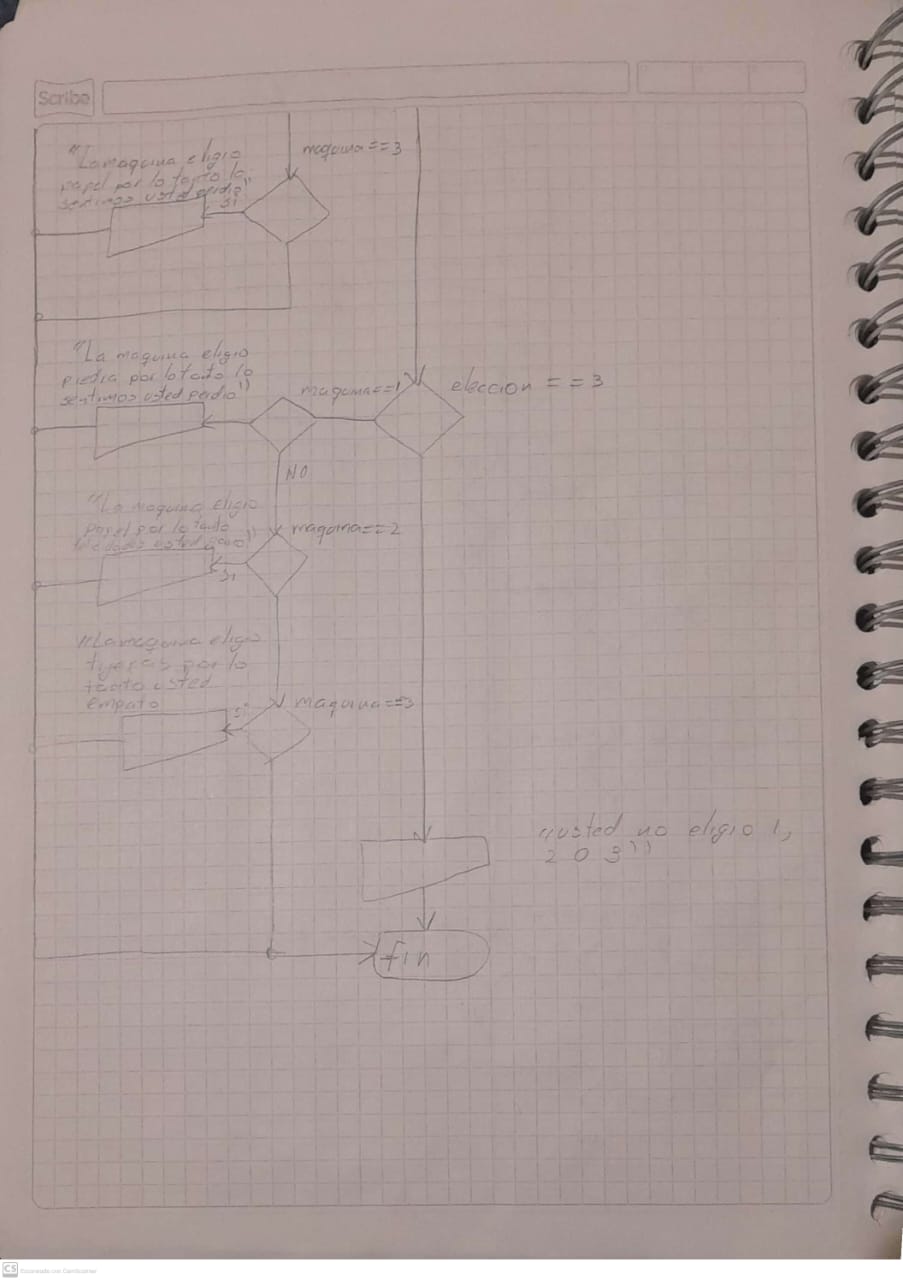 Scribe
maquina==3
"La maquina eligio
papel por lo tanto lo
sentimos usted perdio"
si
"La maquina eligio
piedra por lo tanto lo
sentimos usted perdio"
maquina==1
eleccion ==3
NO
"La maquina eligio
papel por lo tanto
usted
maquina==2
si
"La maquina eligio
tijeras por lo
tanto usted
empato
si
maquina==3
"usted no eligio 1,
2 o 3"
fin
CS Escaneado con CamScanner